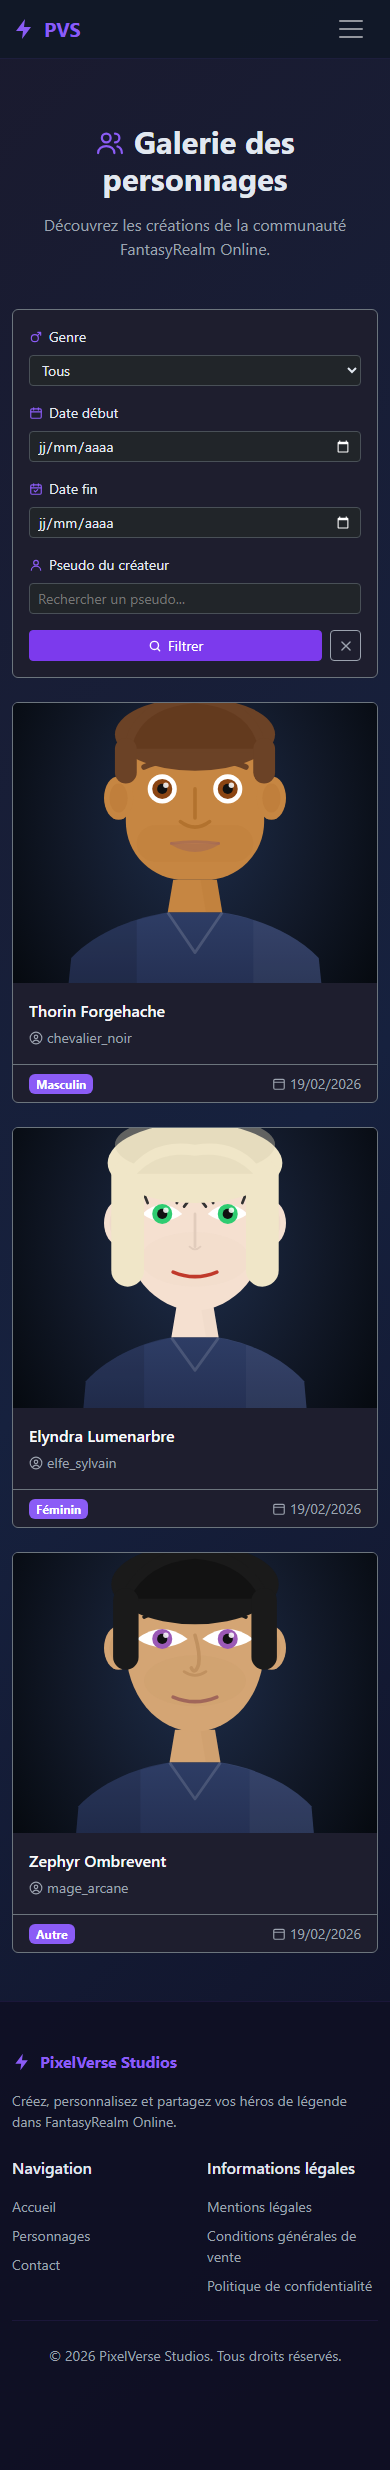 PVS
Galerie des
personnages
Découvrez les créations de la communauté
FantasyRealm Online.
Genre
Tous
Date début
jj/mm/aaaa
Date fin
jj/mm/aaaa
Pseudo du créateur
Rechercher un pseudo...
Filtrer
Thorin Forgehache
chevalier_noir
Masculin 19/02/2026
Elyndra Lumenarbre
elfe_sylvain
Féminin 19/02/2026
Zephyr Ombrevent
mage_arcane
Autre 19/02/2026
PixelVerse Studios
Créez, personnalisez et partagez vos héros de légende
dans FantasyRealm Online.
Navigation
Accueil
Personnages
Contact
Informations légales
Mentions légales
Conditions générales de
vente
Politique de confidentialité
© 2026 PixelVerse Studios. Tous droits réservés.